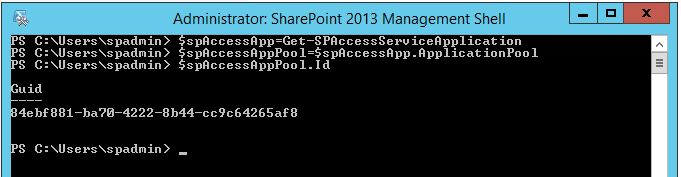 Administrator: SharePoint 2013 Management Shell
PS C:\Users\spadmin> $spAccessApp=Get-SPAccessServiceApplication
PS C:\Users\spadmin> $spAccessAppPool=$spAccessApp.ApplicationPool
PS C:\Users\spadmin> $spAccessAppPool.Id
Guid
----
84ebf881-ba70-4222-8b44-cc9c64265af8
PS C:\Users\spadmin> _